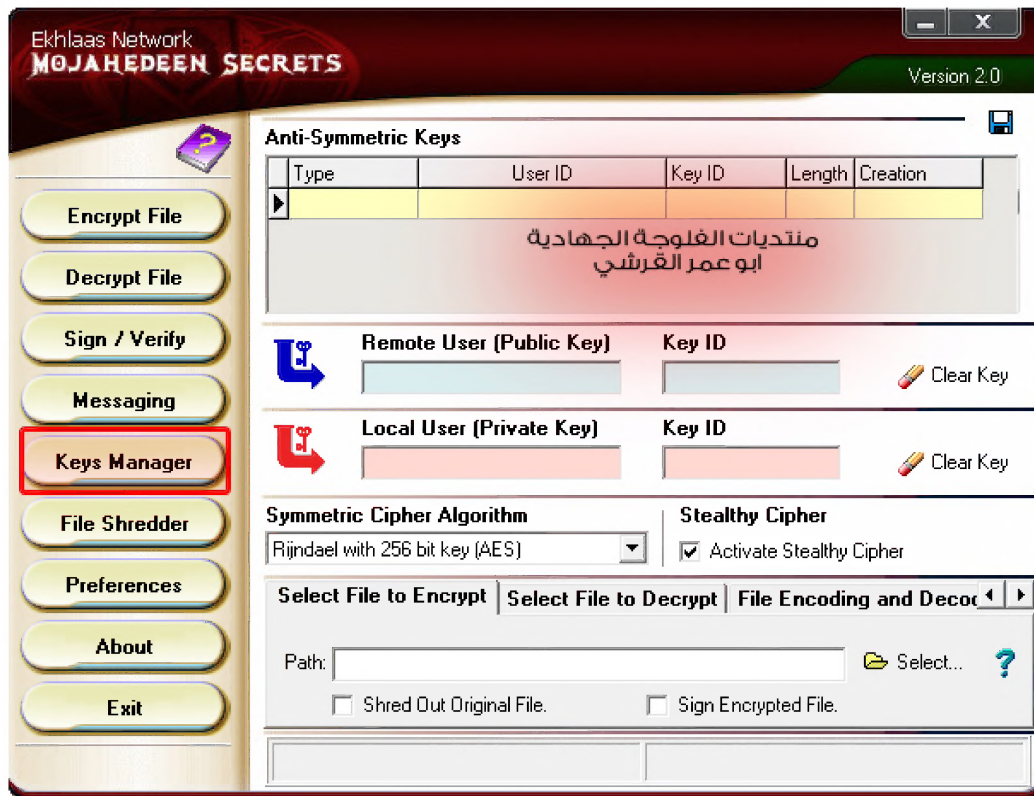 Ekhlaas Network
MOJAHEDEEN SECRETS
Version 2.0
Anti-Symmetric Keys
Type User ID Key ID Length Creation
منتديات الفلوجة الجهادية
ابو عمر القرشي
Encrypt File
Decrypt File
Sign / Verify
Messaging
Keys Manager
File Shredder
Preferences
About
Exit
Remote User (Public Key) Key ID
Clear Key
Local User (Private Key) Key ID
Clear Key
Symmetric Cipher Algorithm Stealthy Cipher
Rijndael with 256 bit key (AES) Activate Stealthy Cipher
Select File to Encrypt Select File to Decrypt File Encoding and Decod
Path: Select...
Shred Out Original File. Sign Encrypted File.